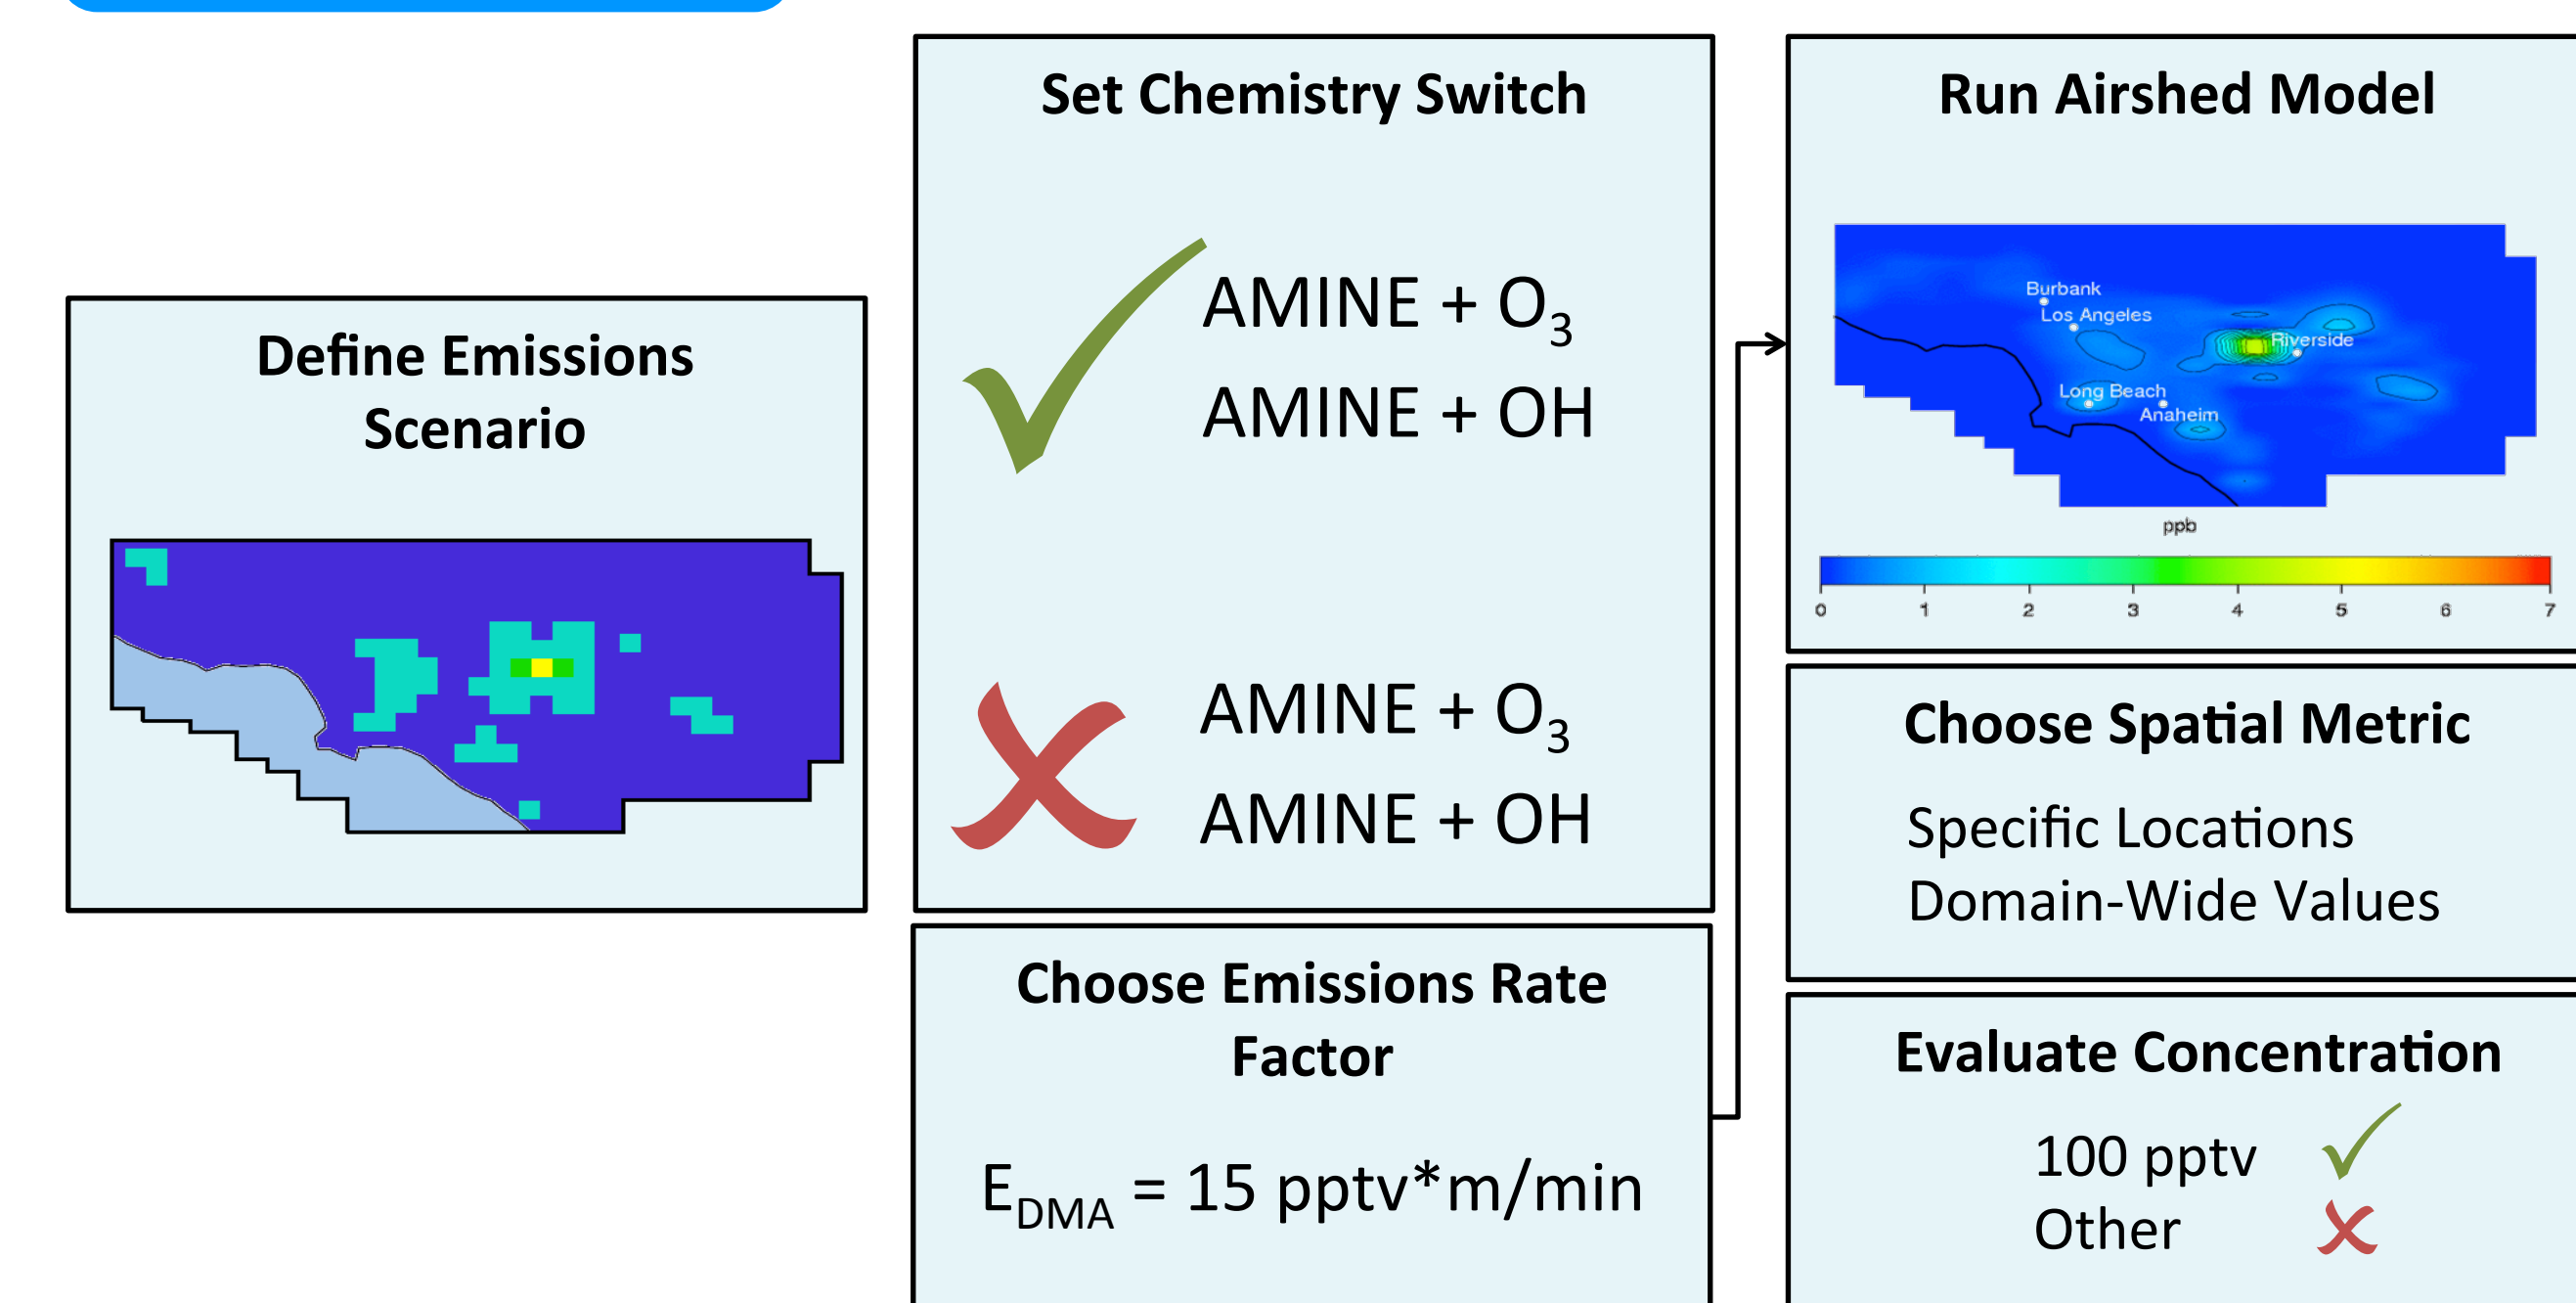 Define Emissions
Scenario
Set Chemistry Switch
AMINE + O₃
AMINE + OH
AMINE + O₃
AMINE + OH
Choose Emissions Rate
Factor
E_DMA = 15 pptv*m/min
Run Airshed Model
Burbank
Los Angeles
Riverside
Long Beach
Anaheim
ppb
0 1 2 3 4 5 6 7
Choose Spatial Metric
Specific Locations
Domain-Wide Values
Evaluate Concentration
100 pptv
Other